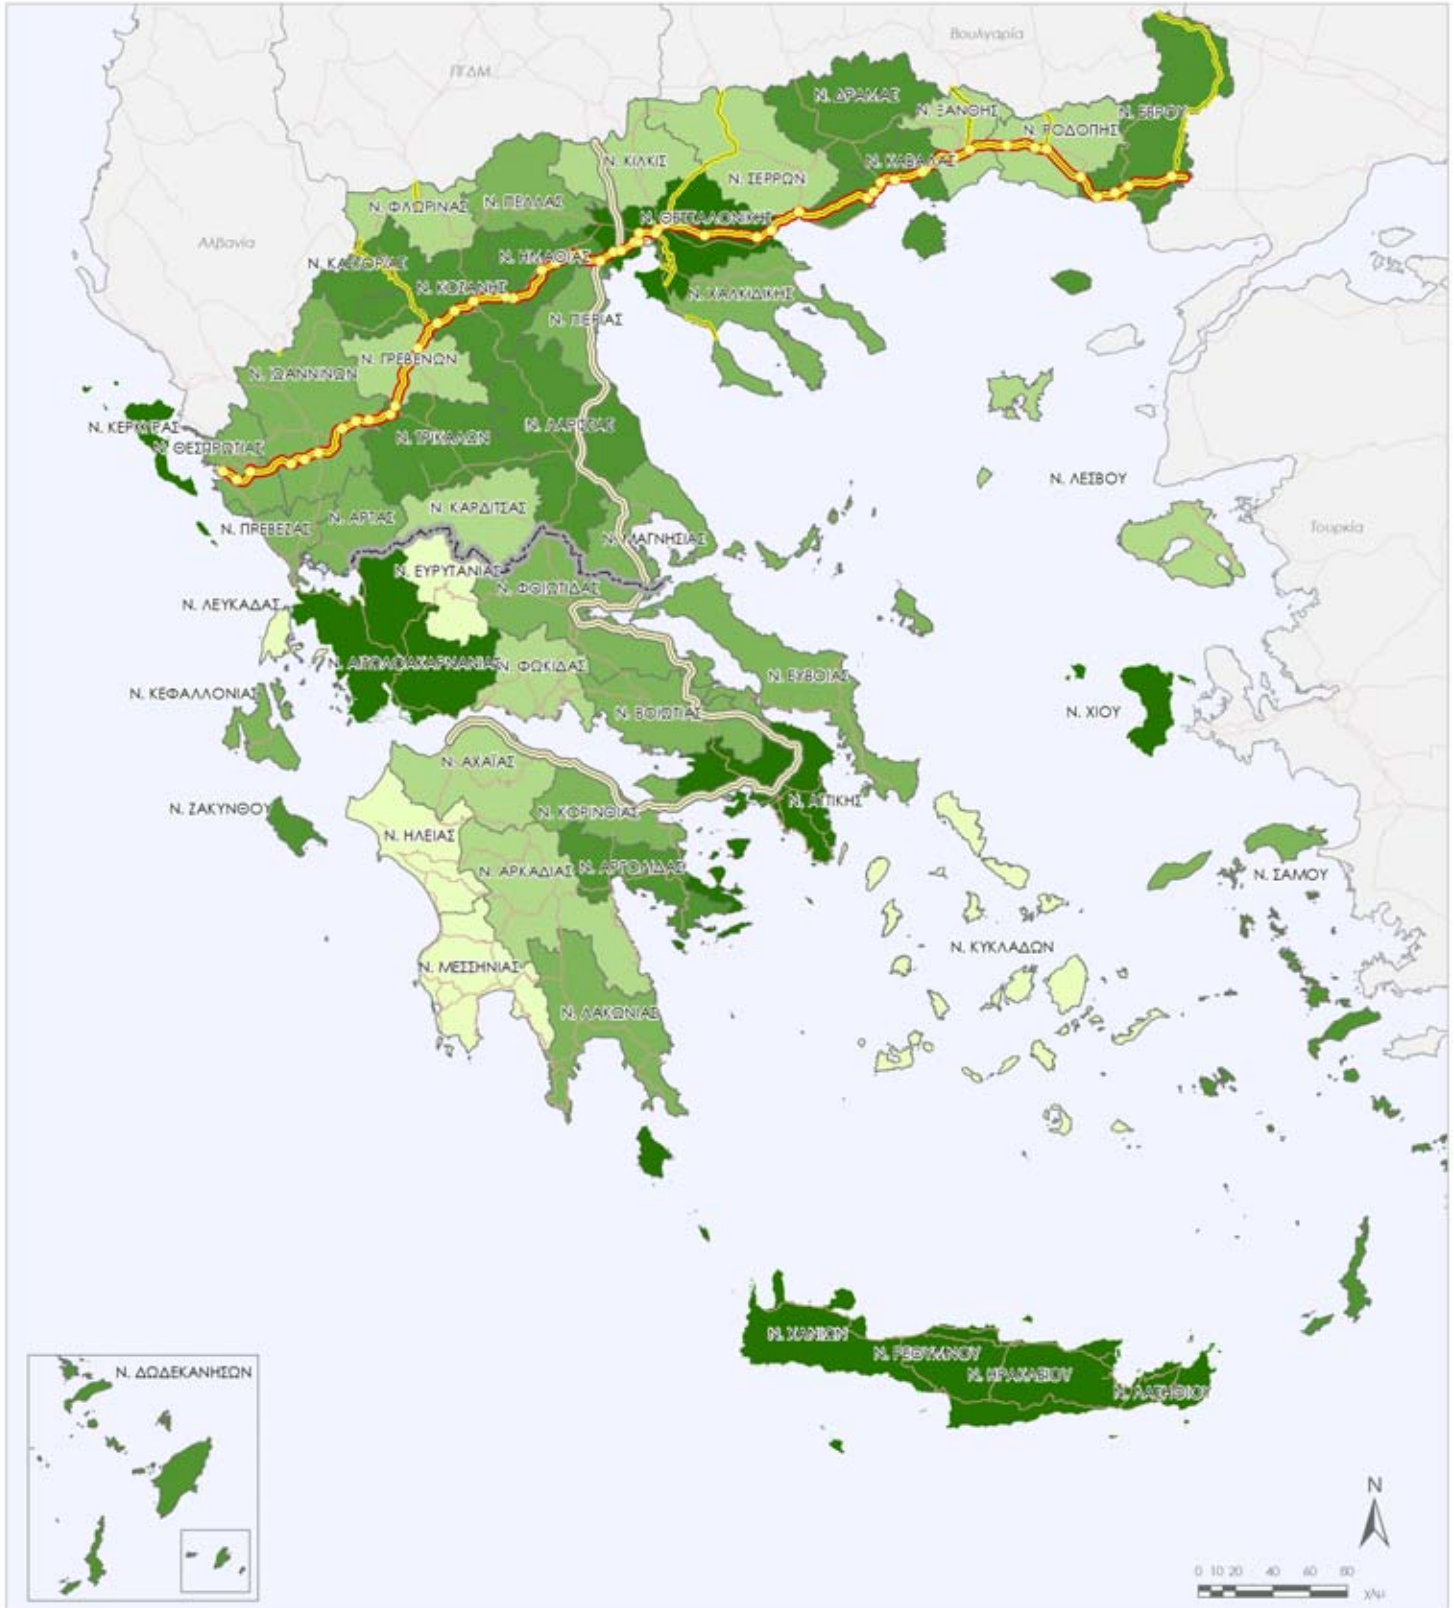 Βουλγαρία
ΠΓΔΜ
Ν. ΔΡΑΜΑΣ
Ν. ΞΑΝΘΗΣ
Ν. ΕΒΡΟΥ
Ν. ΡΟΔΟΠΗΣ
Ν. ΚΙΛΚΙΣ
Ν. ΚΑΒΑΛΑΣ
Ν. ΣΕΡΡΩΝ
Ν. ΠΕΛΛΑΣ
Ν. ΦΛΩΡΙΝΑΣ
Ν. ΘΕΣΣΑΛΟΝΙΚΗΣ
Αλβανία
Ν. ΚΑΣΤΟΡΙΑΣ
Ν. ΗΜΑΘΙΑΣ
Ν. ΚΟΖΑΝΗΣ
Ν. ΧΑΛΚΙΔΙΚΗΣ
Ν. ΠΙΕΡΙΑΣ
Ν. ΓΡΕΒΕΝΩΝ
Ν. ΙΩΑΝΝΙΝΩΝ
Ν. ΚΕΡΚΥΡΑΣ
Ν. ΛΑΡΙΣΑΣ
Ν. ΤΡΙΚΑΛΩΝ
Ν. ΘΕΣΠΡΩΤΙΑΣ
Ν. ΛΕΣΒΟΥ
Ν. ΚΑΡΔΙΤΣΑΣ
Ν. ΑΡΤΑΣ
Ν. ΠΡΕΒΕΖΑΣ
Τουρκία
Ν. ΜΑΓΝΗΣΙΑΣ
Ν. ΕΥΡΥΤΑΝΙΑΣ
Ν. ΦΘΙΩΤΙΔΑΣ
Ν. ΛΕΥΚΑΔΑΣ
Ν. ΑΙΤΩΛΟΑΚΑΡΝΑΝΙΑΣ
Ν. ΦΩΚΙΔΑΣ
Ν. ΕΥΒΟΙΑΣ
Ν. ΚΕΦΑΛΛΟΝΙΑΣ
Ν. ΒΟΙΩΤΙΑΣ
Ν. ΧΙΟΥ
Ν. ΑΧΑΪΑΣ
Ν. ΑΤΤΙΚΗΣ
Ν. ΖΑΚΥΝΘΟΥ
Ν. ΚΟΡΙΝΘΙΑΣ
Ν. ΗΛΕΙΑΣ
Ν. ΑΡΚΑΔΙΑΣ
Ν. ΑΡΓΟΛΙΔΑΣ
Ν. ΣΑΜΟΥ
Ν. ΚΥΚΛΑΔΩΝ
Ν. ΜΕΣΣΗΝΙΑΣ
Ν. ΛΑΚΩΝΙΑΣ
Ν. ΧΑΝΙΩΝ
Ν. ΡΕΘΥΜΝΟΥ
Ν. ΗΡΑΚΛΕΙΟΥ
Ν. ΛΑΣΙΘΙΟΥ
Ν. ΔΩΔΕΚΑΝΗΣΩΝ
N
0 10 20 40 60 80
χλμ